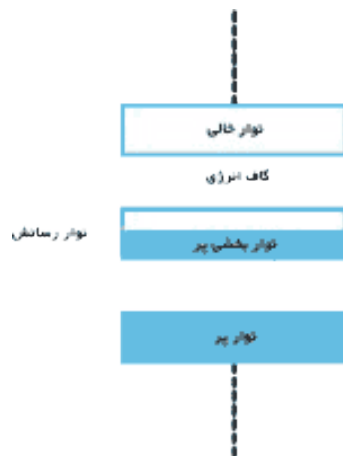 نوار خالی
گاف انرژی
نوار رسانش
نوار بخشی پر
نوار پر